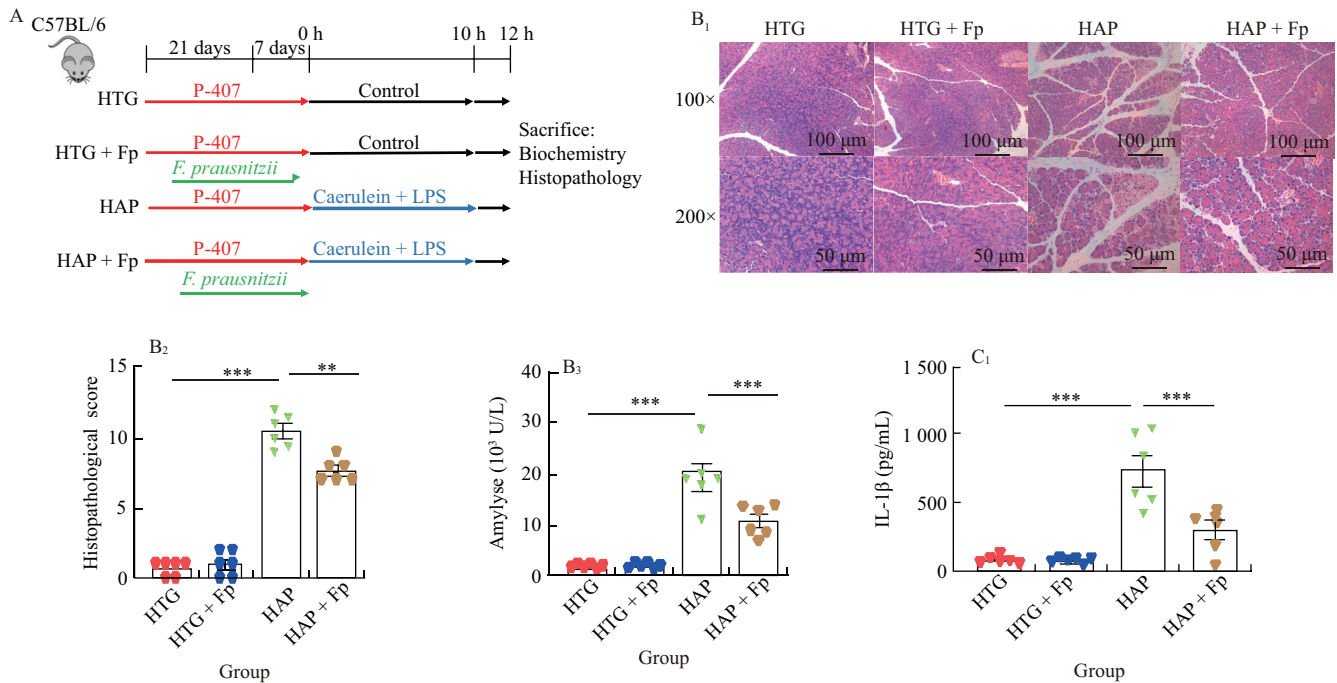 A
C57BL/6
0 h
10 h
12 h
21 days
7 days
HTG
P-407
Control
HTG + Fp
P-407
Control
F. prausnitzii
HAP
P-407
Caerulein + LPS
HAP + Fp
P-407
Caerulein + LPS
F. prausnitzii
Sacrifice:
Biochemistry
Histopathology
B1
HTG
HTG + Fp
HAP
HAP + Fp
100×
100 μm
100 μm
100 μm
100 μm
200×
50 μm
50 μm
50 μm
50 μm
B2
Histopathological score
15
10
5
0
***
**
HTG
HTG + Fp
HAP
HAP + Fp
Group
B3
Amylyse (10³ U/L)
40
30
20
10
0
***
***
HTG
HTG + Fp
HAP
HAP + Fp
Group
C1
IL-1β (pg/mL)
1 500
1 000
500
0
***
***
HTG
HTG + Fp
HAP
HAP + Fp
Group